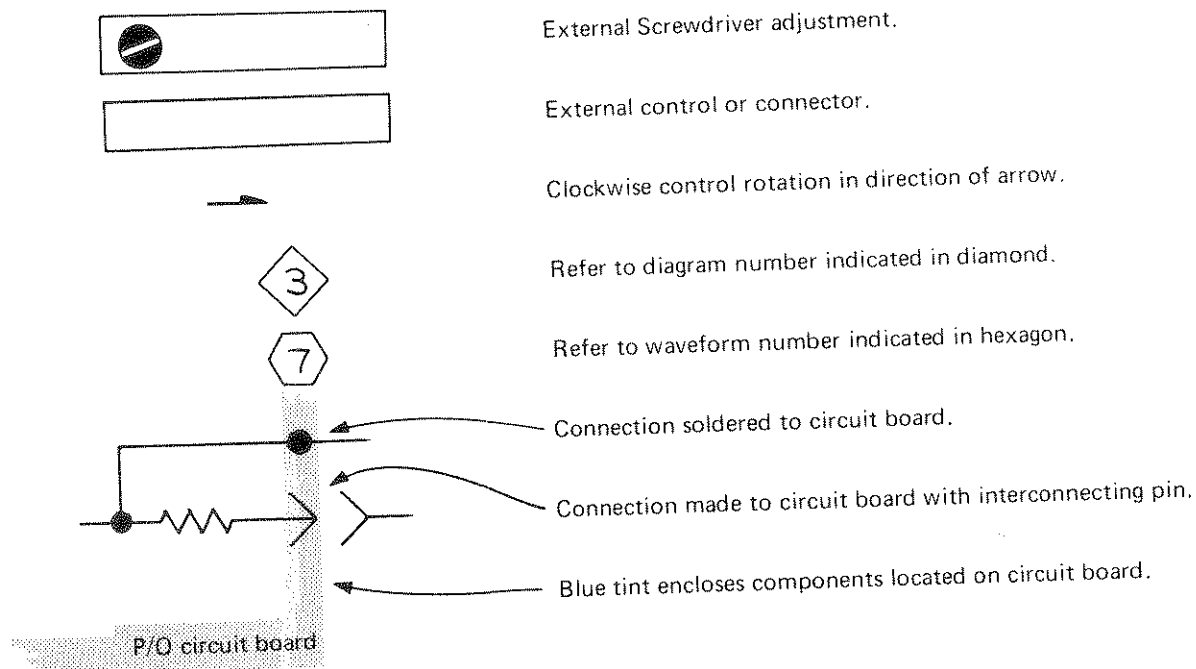 External Screwdriver adjustment.
External control or connector.
Clockwise control rotation in direction of arrow.
3
Refer to diagram number indicated in diamond.
7
Refer to waveform number indicated in hexagon.
Connection soldered to circuit board.
Connection made to circuit board with interconnecting pin.
Blue tint encloses components located on circuit board.
P/O circuit board